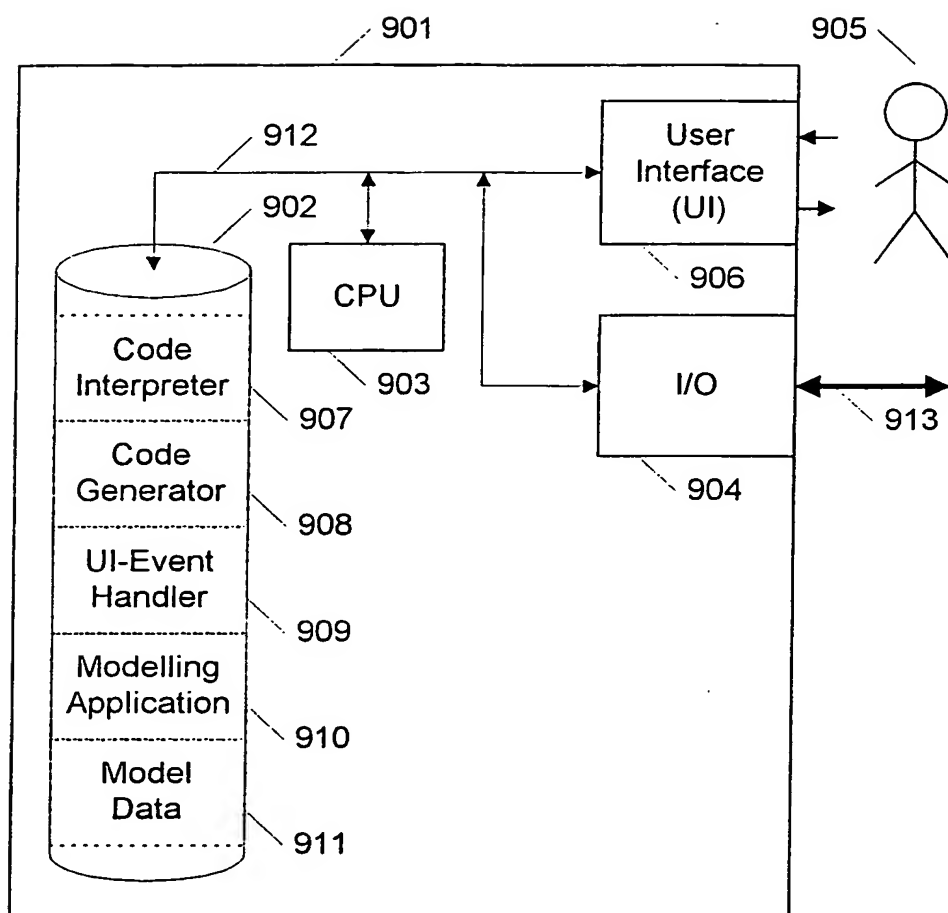 901
905
912
User
Interface
(UI)
902
906
CPU
903
I/O
913
904
Code
Interpreter
907
Code
Generator
908
UI-Event
Handler
909
Modelling
Application
910
Model
Data
911